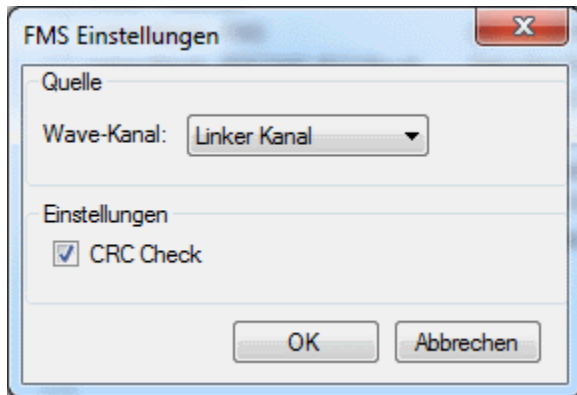 FMS Einstellungen
Quelle
Wave-Kanal: Linker Kanal
Einstellungen
CRC Check
OK Abbrechen